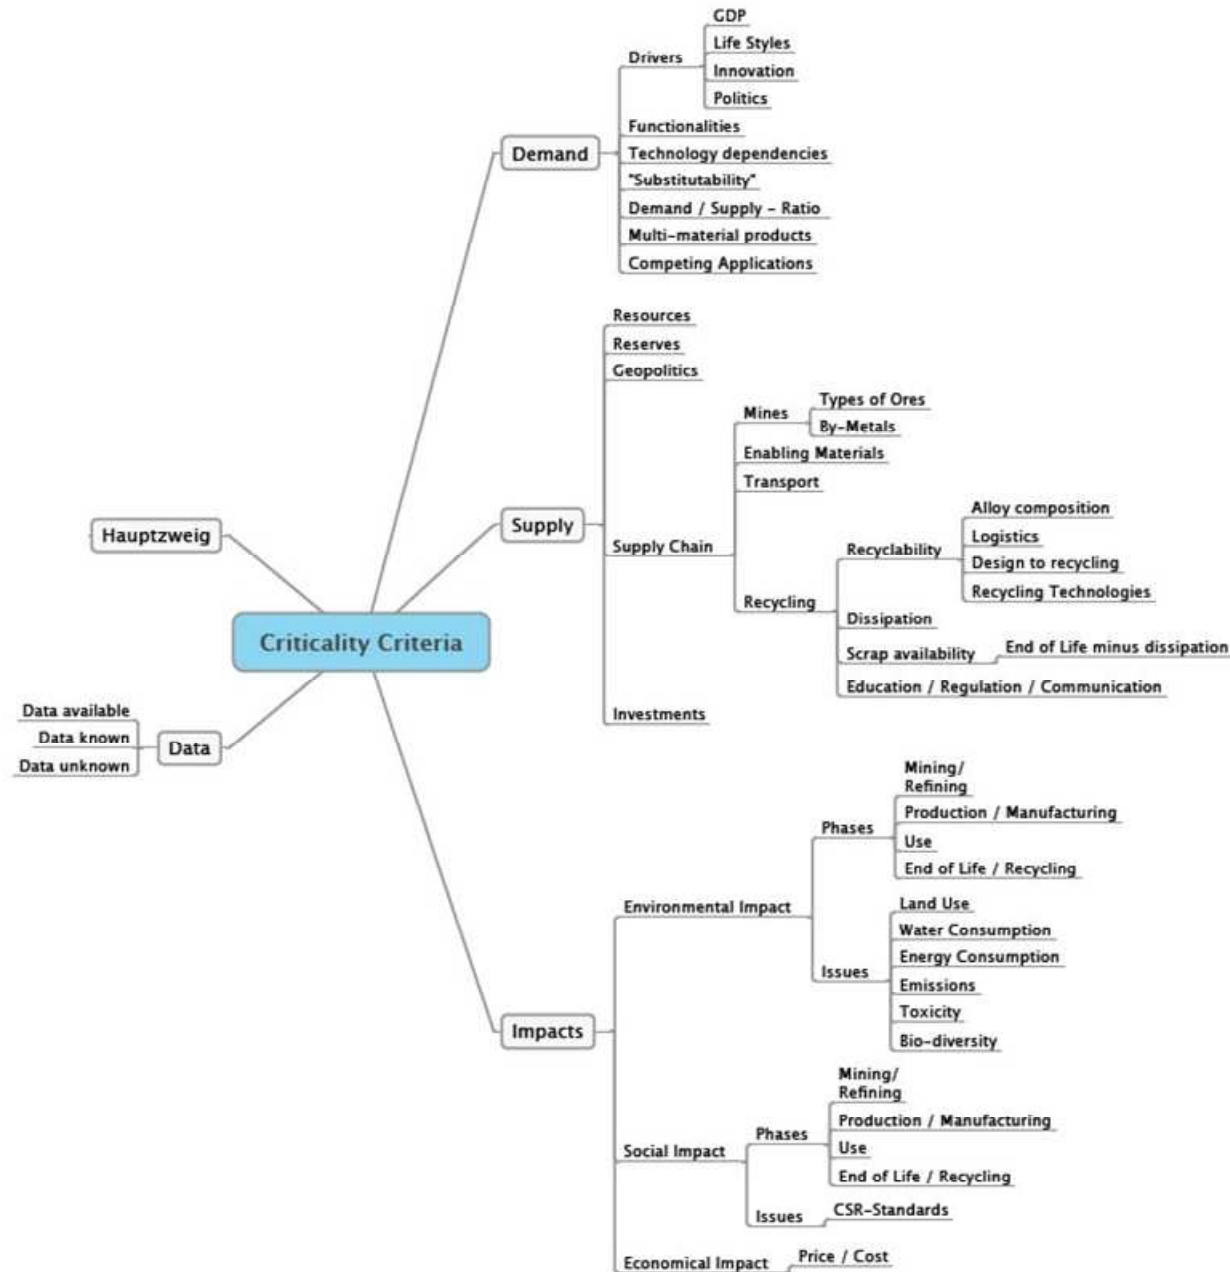 GDP
Life Styles
Drivers
Innovation
Politics
Functionalities
Demand
Technology dependencies
"Substitutability"
Demand / Supply - Ratio
Multi-material products
Competing Applications
Resources
Reserves
Geopolitics
Types of Ores
Mines
By-Metals
Enabling Materials
Transport
Alloy composition
Supply
Logistics
Hauptzweig
Supply Chain
Recyclability
Design to recycling
Recycling Technologies
Recycling
Dissipation
Criticality Criteria
Scrap availability
End of Life minus dissipation
Education / Regulation / Communication
Data available
Investments
Data known
Data
Data unknown
Mining/
Refining
Production / Manufacturing
Phases
Use
End of Life / Recycling
Environmental Impact
Land Use
Water Consumption
Energy Consumption
Issues
Emissions
Toxicity
Impacts
Bio-diversity
Mining/
Refining
Production / Manufacturing
Phases
Use
Social Impact
End of Life / Recycling
Issues
CSR-Standards
Economical Impact
Price / Cost